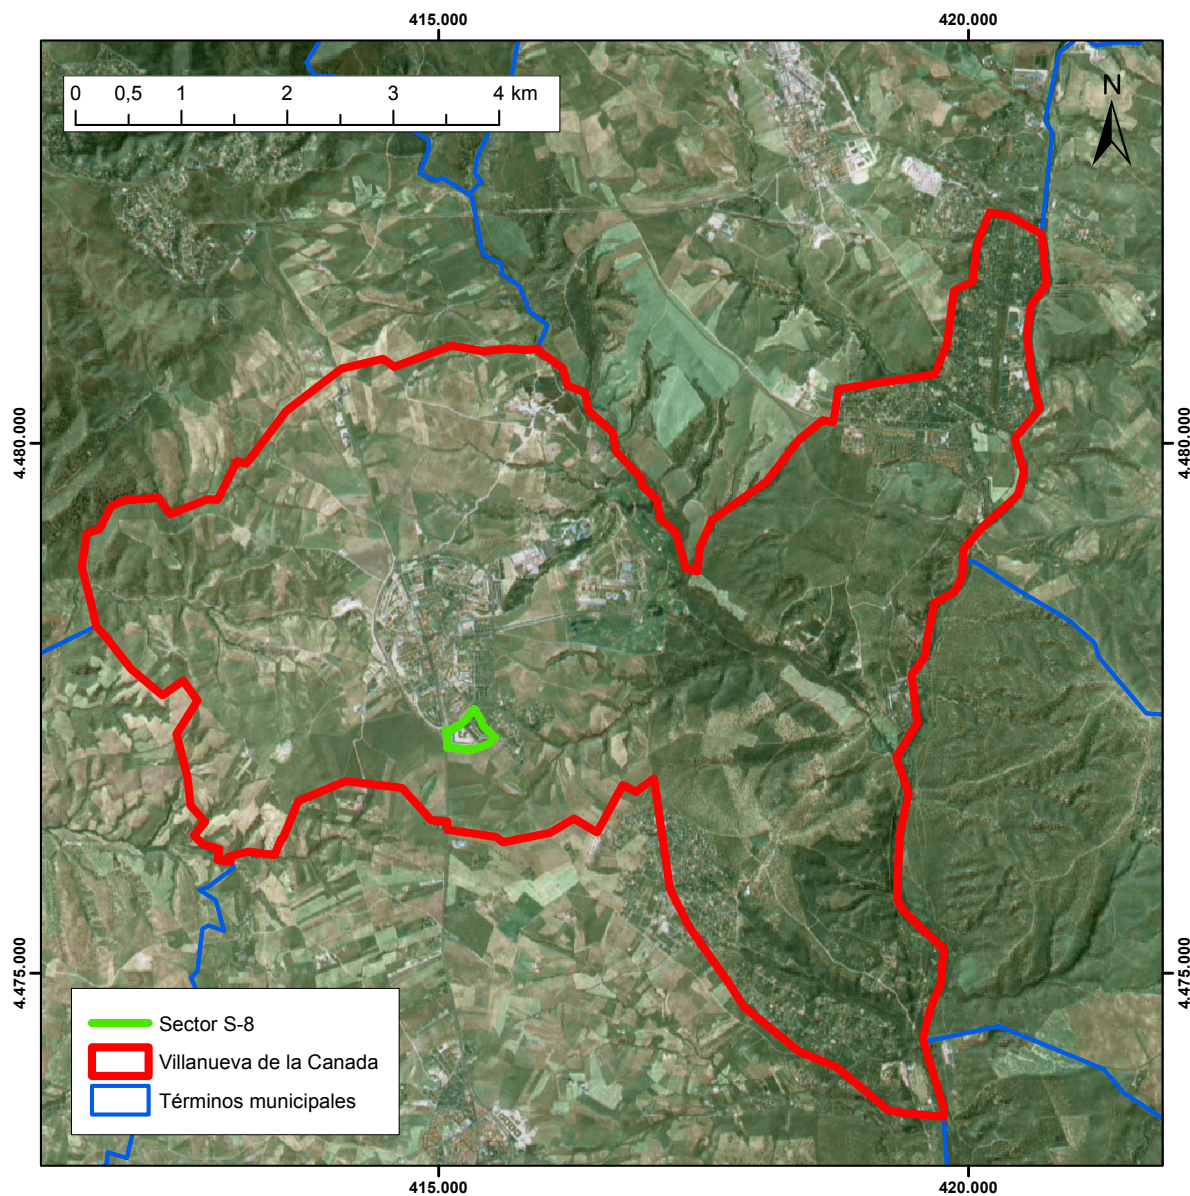 415.000 420.000
0 0,5 1 2 3 4 km
N
4.480.000 4.480.000
4.475.000 4.475.000
Sector S-8
Villanueva de la Canada
Términos municipales
415.000 420.000